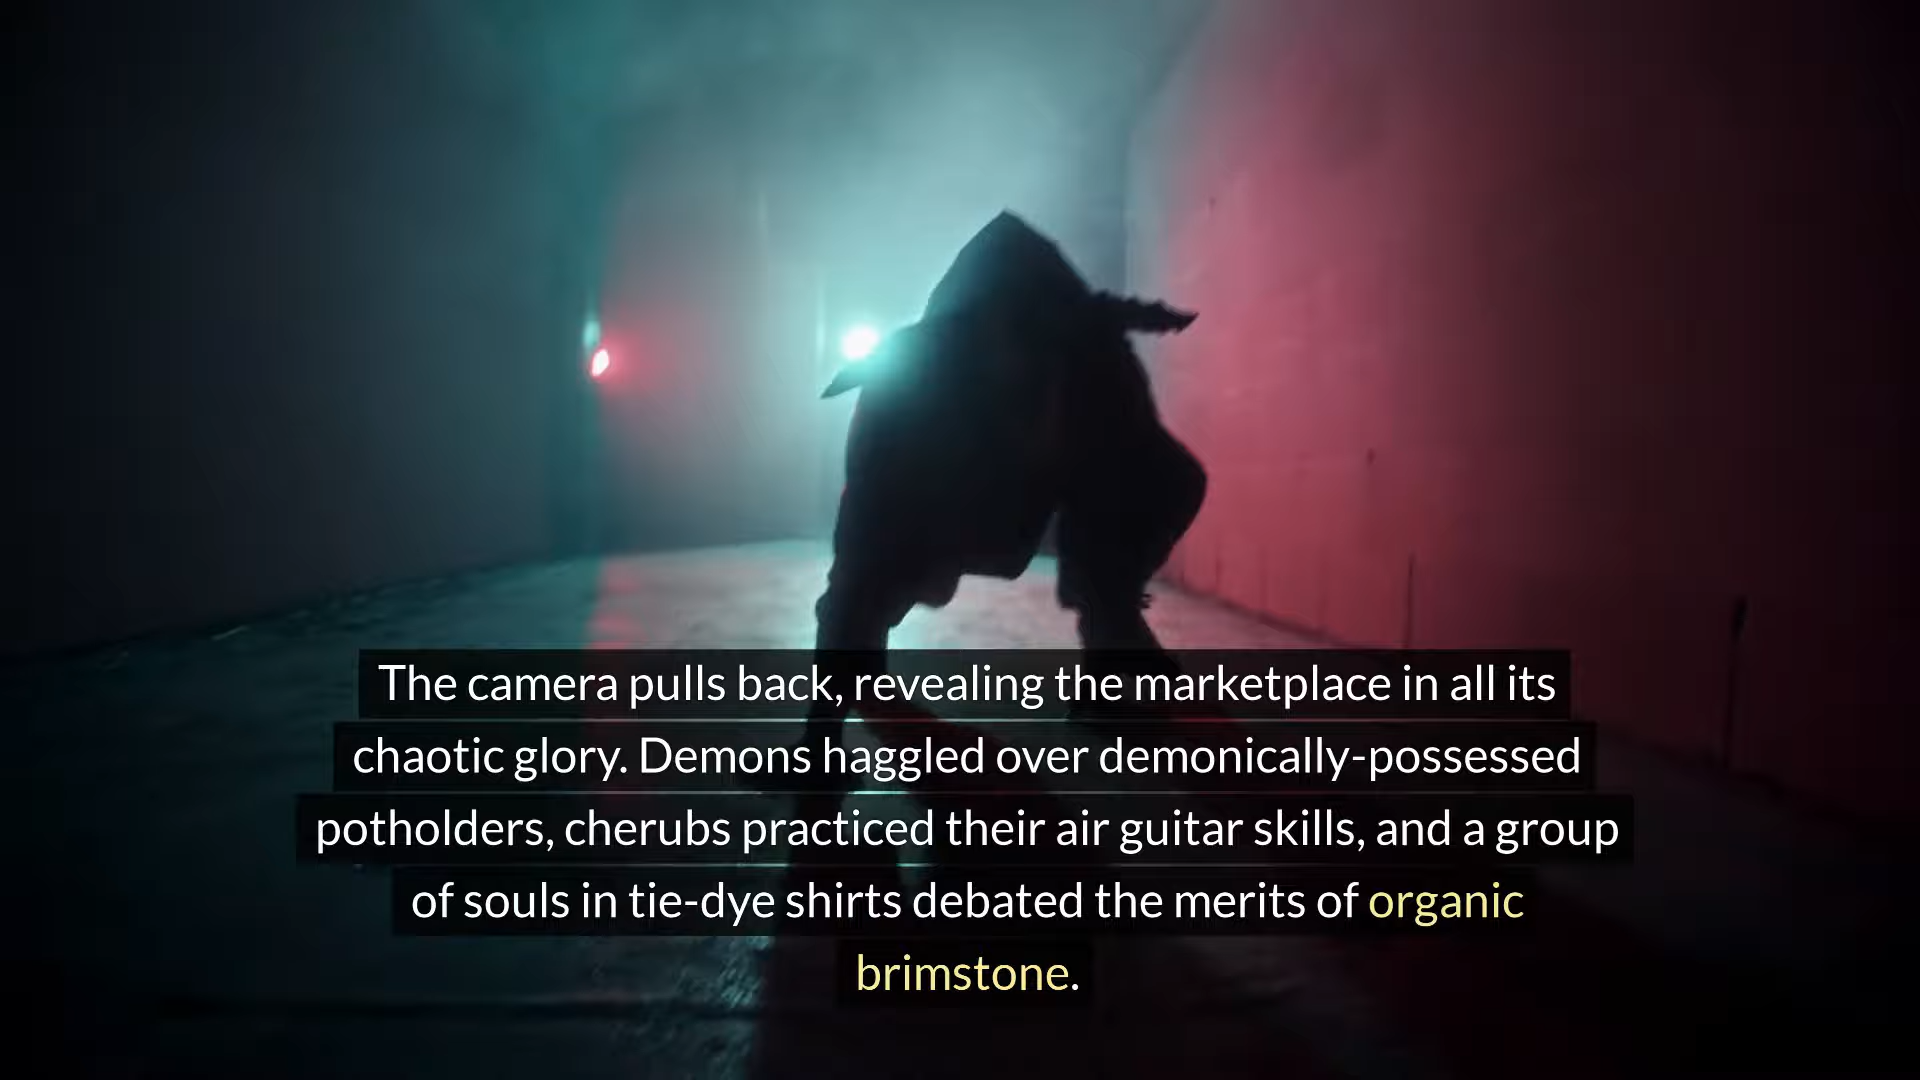 The camera pulls back, revealing the marketplace in all its
chaotic glory. Demons haggled over demonically-possessed
potholders, cherubs practiced their air guitar skills, and a group
of souls in tie-dye shirts debated the merits of organic
brimstone.